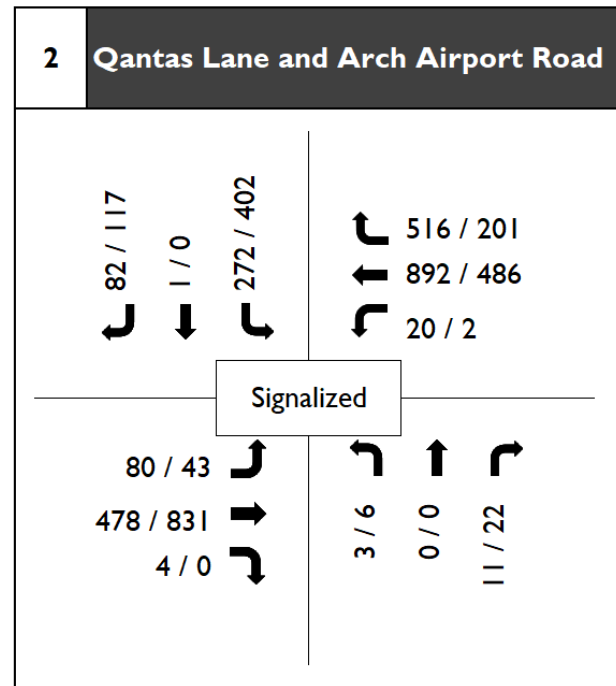 2 Qantas Lane and Arch Airport Road
82 / 117
1 / 0
272 / 402
516 / 201
892 / 486
20 / 2
Signalized
80 / 43
478 / 831
4 / 0
3 / 6
0 / 0
11 / 22